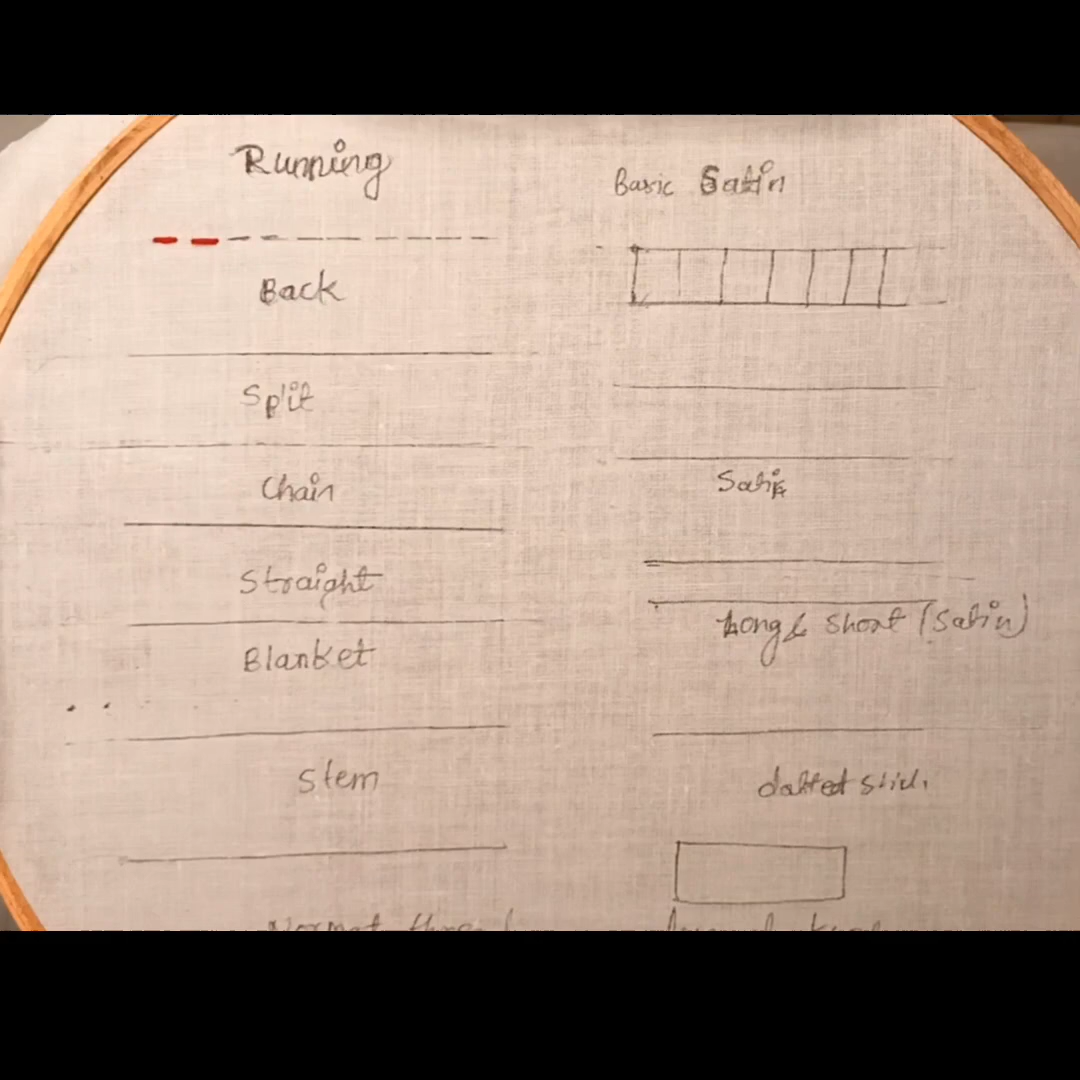 Running
Back
Split
Chain
Straight
Blanket
Stem
Basic Satin
Satin
Long & Short (Satin)